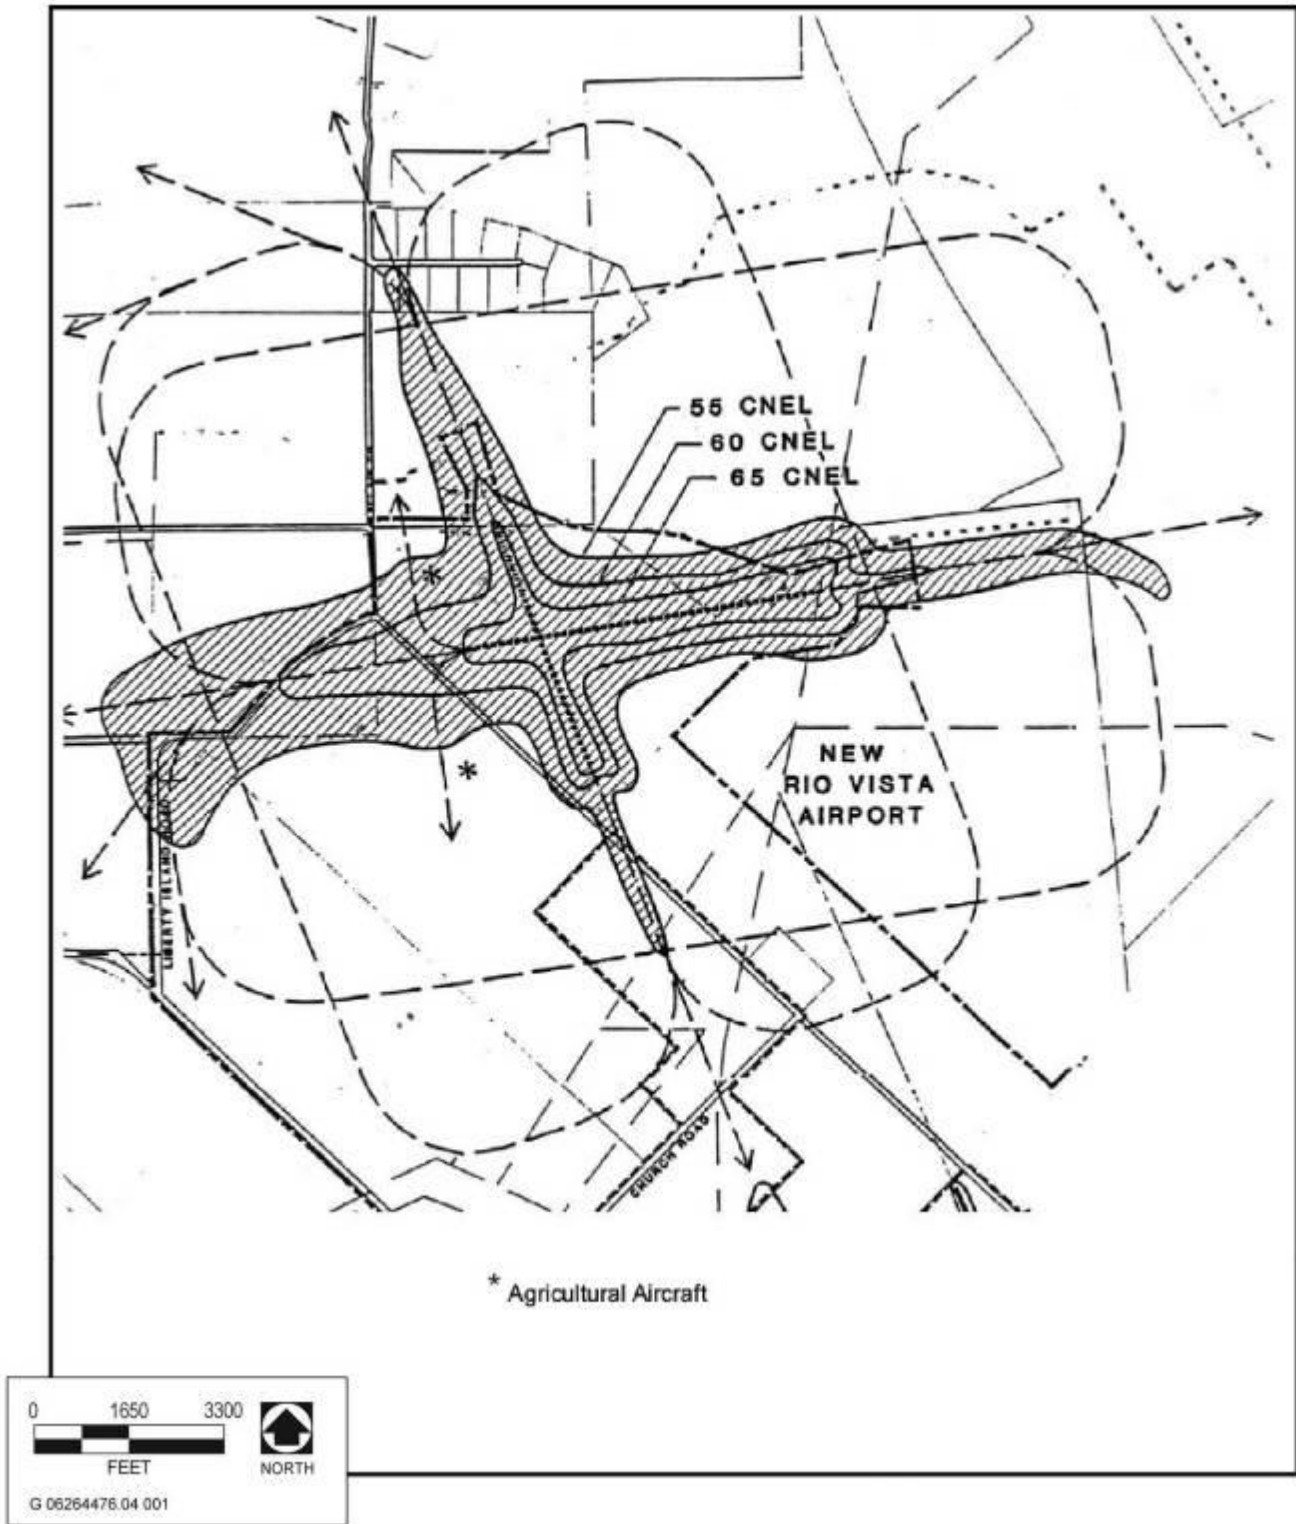 55 CNEL
60 CNEL
65 CNEL
*
*
NEW
RIO VISTA
AIRPORT
LIBERTY ISLAND ROAD
CHURCH ROAD
* Agricultural Aircraft
0 1650 3300
FEET
NORTH
G 06264476.04 001